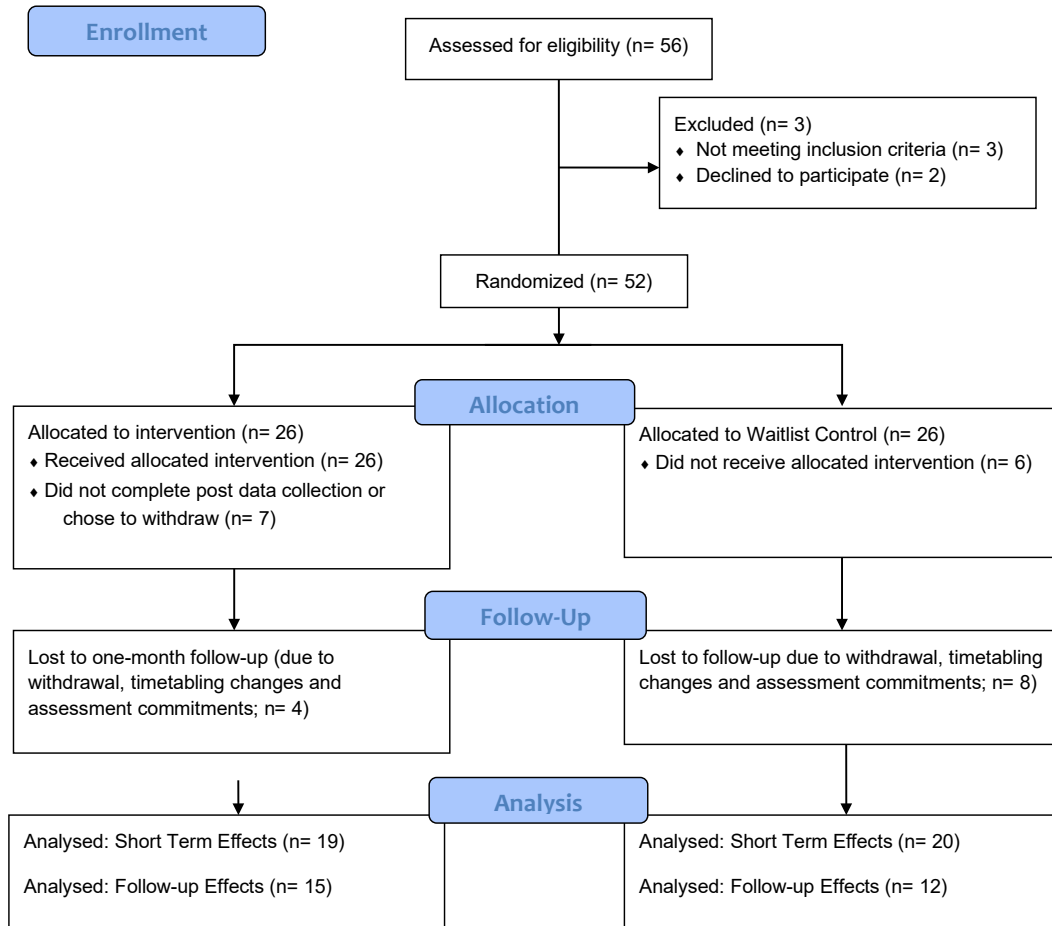 Enrollment
Assessed for eligibility (n= 56)
Excluded (n= 3)
♦ Not meeting inclusion criteria (n= 3)
♦ Declined to participate (n= 2)
Randomized (n= 52)
Allocation
Allocated to intervention (n= 26)
♦ Received allocated intervention (n= 26)
♦ Did not complete post data collection or
chose to withdraw (n= 7)
Allocated to Waitlist Control (n= 26)
♦ Did not receive allocated intervention (n= 6)
Follow-Up
Lost to one-month follow-up (due to
withdrawal, timetabling changes and
assessment commitments; n= 4)
Lost to follow-up due to withdrawal, timetabling
changes and assessment commitments; n= 8)
Analysis
Analysed: Short Term Effects (n= 19)
Analysed: Follow-up Effects (n= 15)
Analysed: Short Term Effects (n= 20)
Analysed: Follow-up Effects (n= 12)